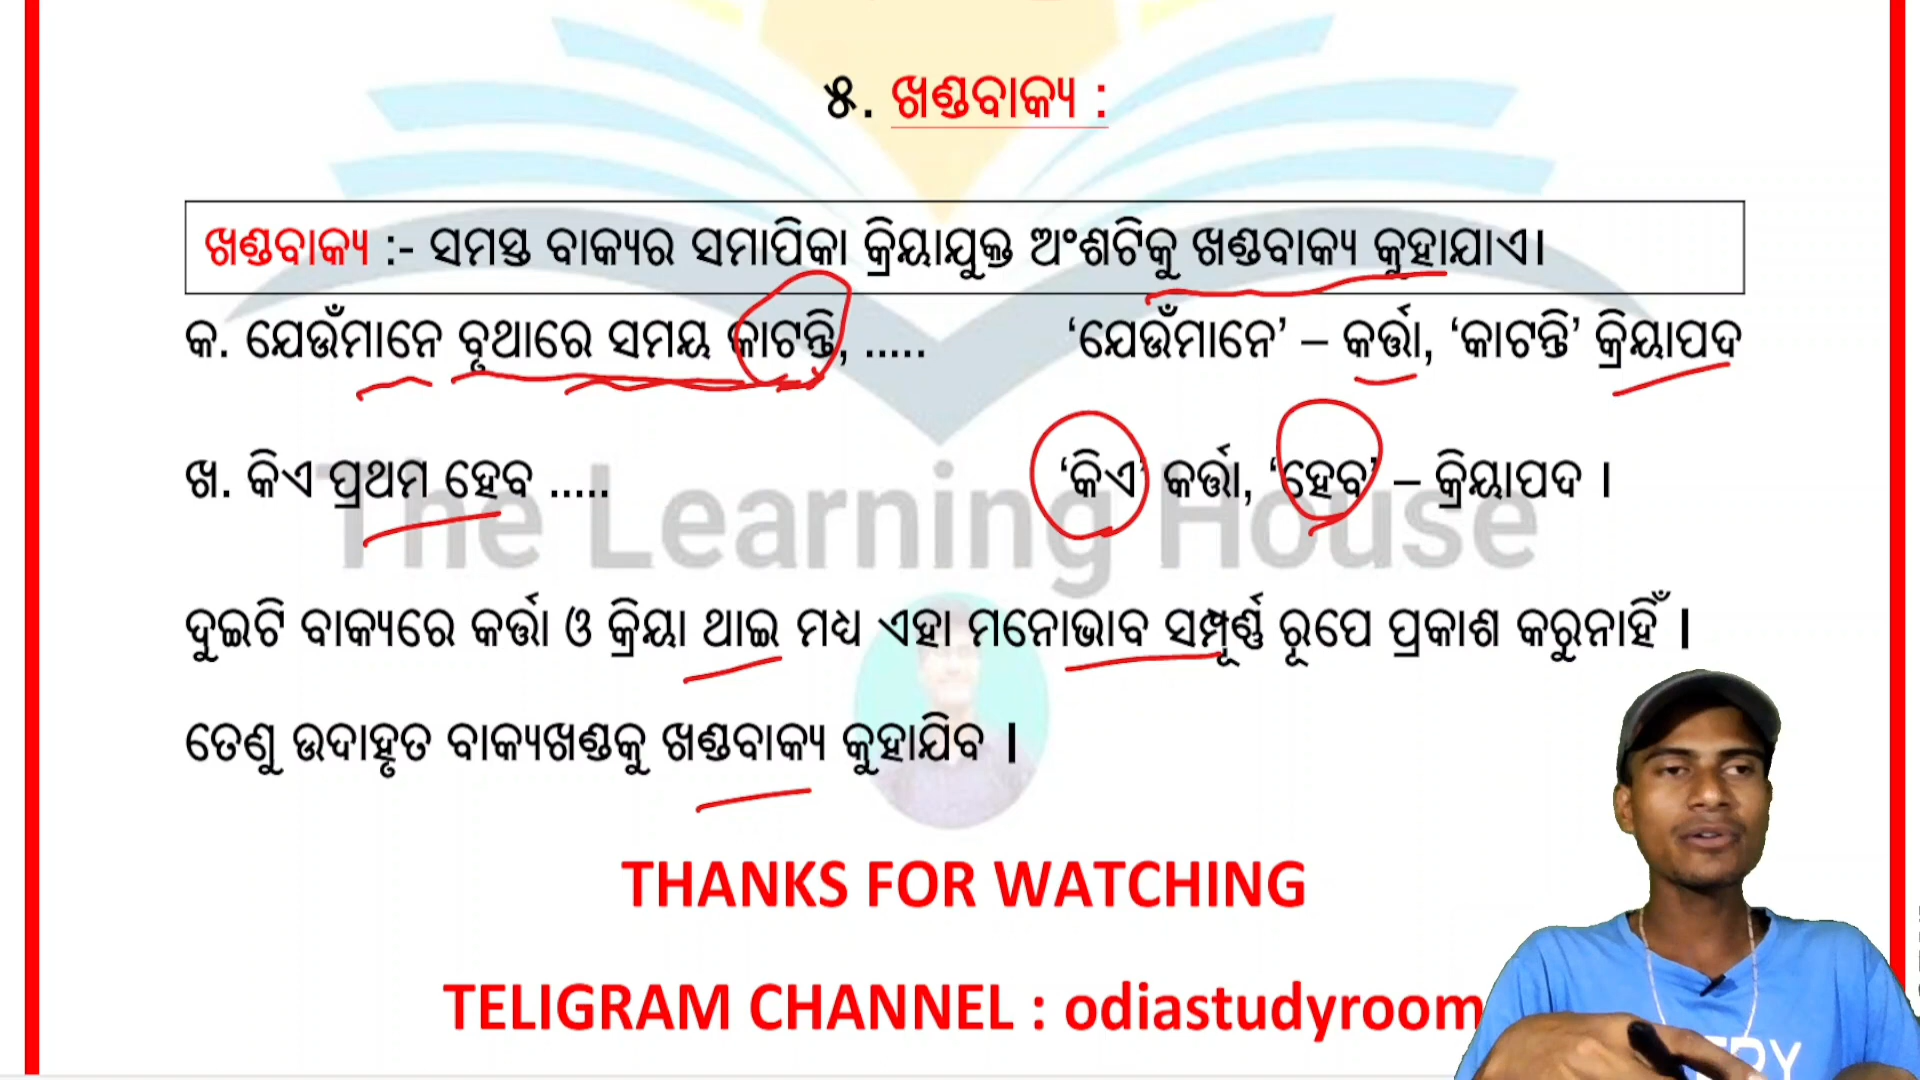 ୫. ଖଣ୍ଡବାକ୍ୟ :
ଖଣ୍ଡବାକ୍ୟ :- ସମସ୍ତ ବାକ୍ୟର ସମାପିକା କ୍ରିୟାଯୁକ୍ତ ଅଂଶଟିକୁ ଖଣ୍ଡବାକ୍ୟ କୁହାଯାଏ।
କ. ଯେଉଁମାନେ ବୃଥାରେ ସମୟ କାଟନ୍ତି, ..... ‘ଯେଉଁମାନେ’ – କର୍ତ୍ତା, ‘କାଟନ୍ତି’ କ୍ରିୟାପଦ
ଖ. କିଏ ପ୍ରଥମ ହେବ ..... ‘କିଏ’ କର୍ତ୍ତା, ‘ହେବ’ – କ୍ରିୟାପଦ ।
The Learning House
ଦୁଇଟି ବାକ୍ୟରେ କର୍ତ୍ତା ଓ କ୍ରିୟା ଥାଇ ମଧ୍ୟ ଏହା ମନୋଭାବ ସମ୍ପୂର୍ଣ୍ଣ ରୂପେ ପ୍ରକାଶ କରୁନାହିଁ ।
ତେଣୁ ଉଦାହୃତ ବାକ୍ୟଖଣ୍ଡକୁ ଖଣ୍ଡବାକ୍ୟ କୁହାଯିବ ।
THANKS FOR WATCHING
TELIGRAM CHANNEL : odiastudyroom